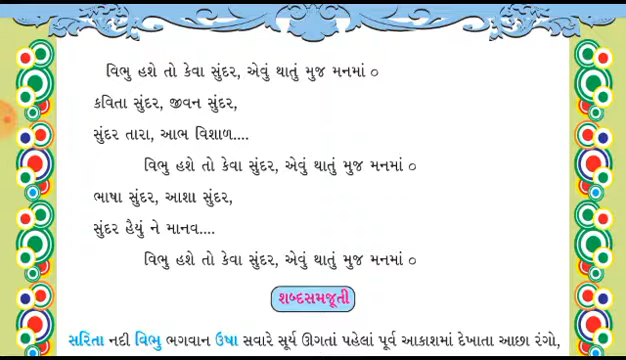 વિભુ હશે તો કેવા સુંદર, એવું થાતું મુજ મનમાં ૦
કવિતા સુંદર, જીવન સુંદર,
સુંદર તારા, આભ વિશાળ....
વિભુ હશે તો કેવા સુંદર, એવું થાતું મુજ મનમાં ૦
ભાષા સુંદર, આશા સુંદર,
સુંદર હૈયું ને માનવ....
વિભુ હશે તો કેવા સુંદર, એવું થાતું મુજ મનમાં ૦
શબ્દસમજૂતી
સરિતા નદી વિભુ ભગવાન ઉષા સવારે સૂર્ય ઊગતાં પહેલાં પૂર્વ આકાશમાં દેખાતા આછા રંગો,